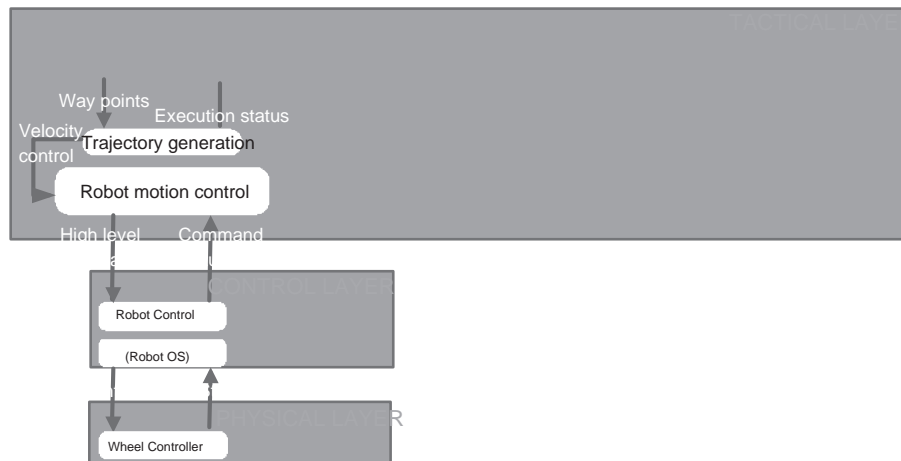 TACTICAL LAYE
Way points
Execution status
Velocity
control
Trajectory generation
Robot motion control
High level
Command
CONTROL LAYER
Robot Control
(Robot OS)
PHYSICAL LAYER
Wheel Controller